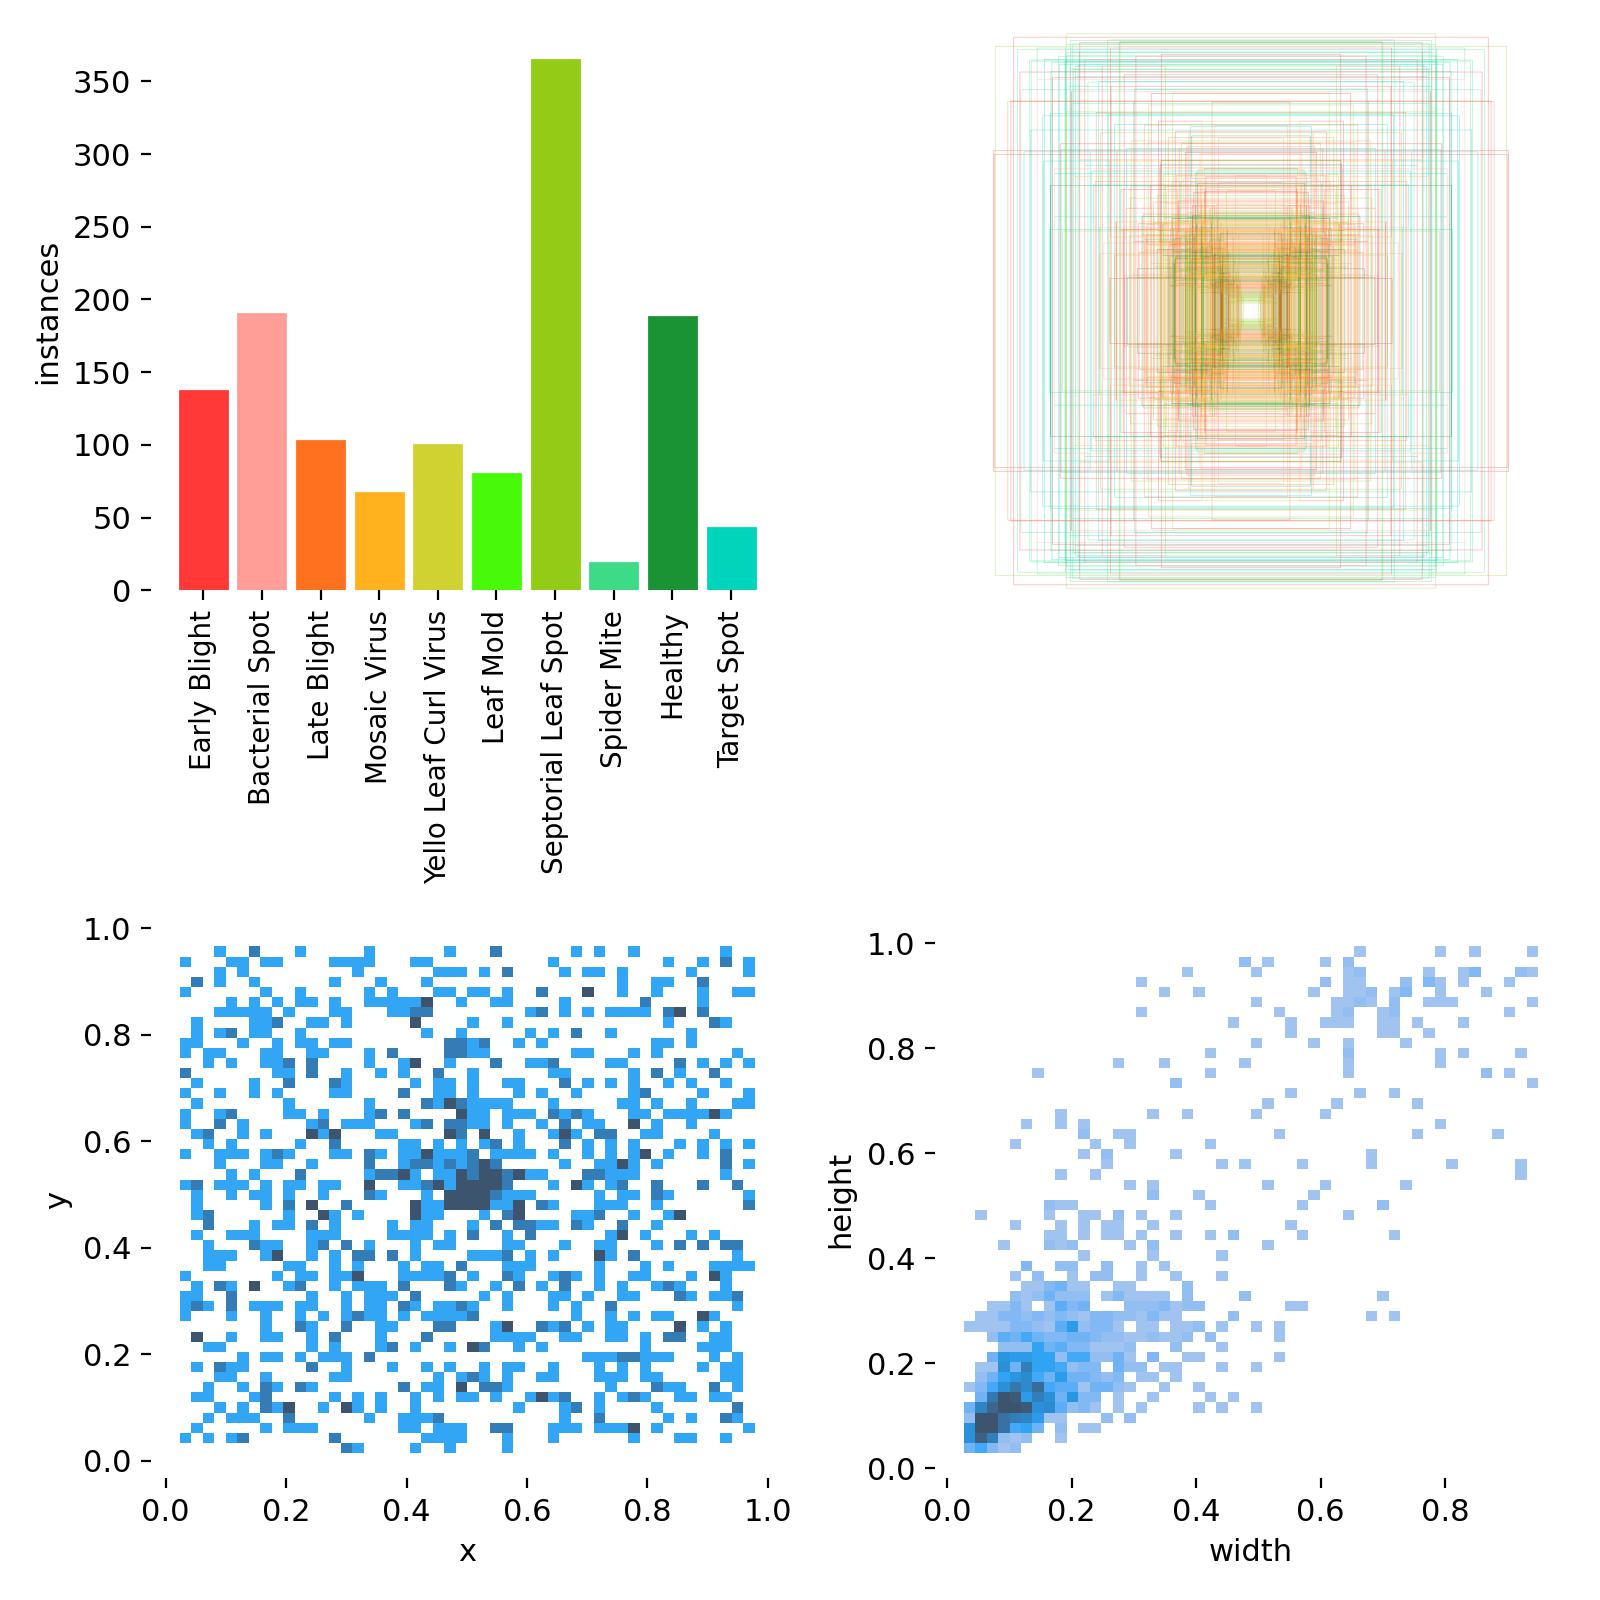 350
300
250
200
150
100
50
0
instances
Early Blight
Bacterial Spot
Late Blight
Mosaic Virus
Yello Leaf Curl Virus
Leaf Mold
Septorial Leaf Spot
Spider Mite
Healthy
Target Spot
1.0
0.8
0.6
0.4
0.2
0.0
y
0.0 0.2 0.4 0.6 0.8 1.0
x
1.0
0.8
0.6
0.4
0.2
0.0
height
0.0 0.2 0.4 0.6 0.8
width